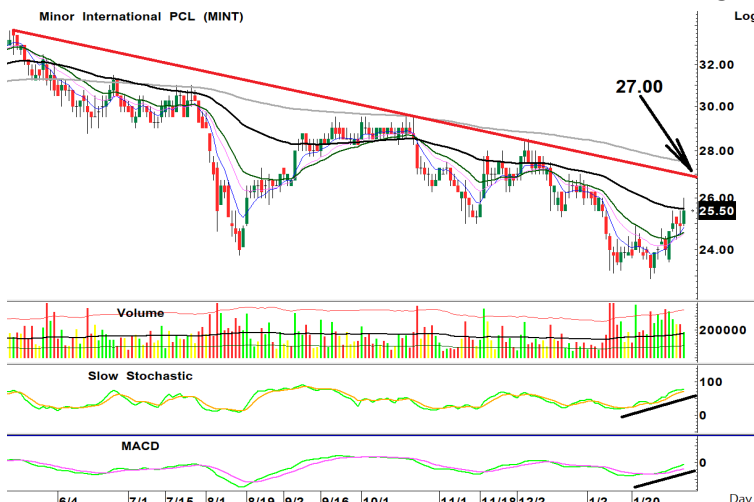 Minor International PCL (MINT)
Log
32.00
27.00
30.00
28.00
26.00
25.50
24.00
Volume
200000
Slow Stochastic
100
0
MACD
0
6/4 7/1 7/15 8/1 8/19 9/2 9/16 10/1 11/1 11/18 12/2 1/2 1/20 Day